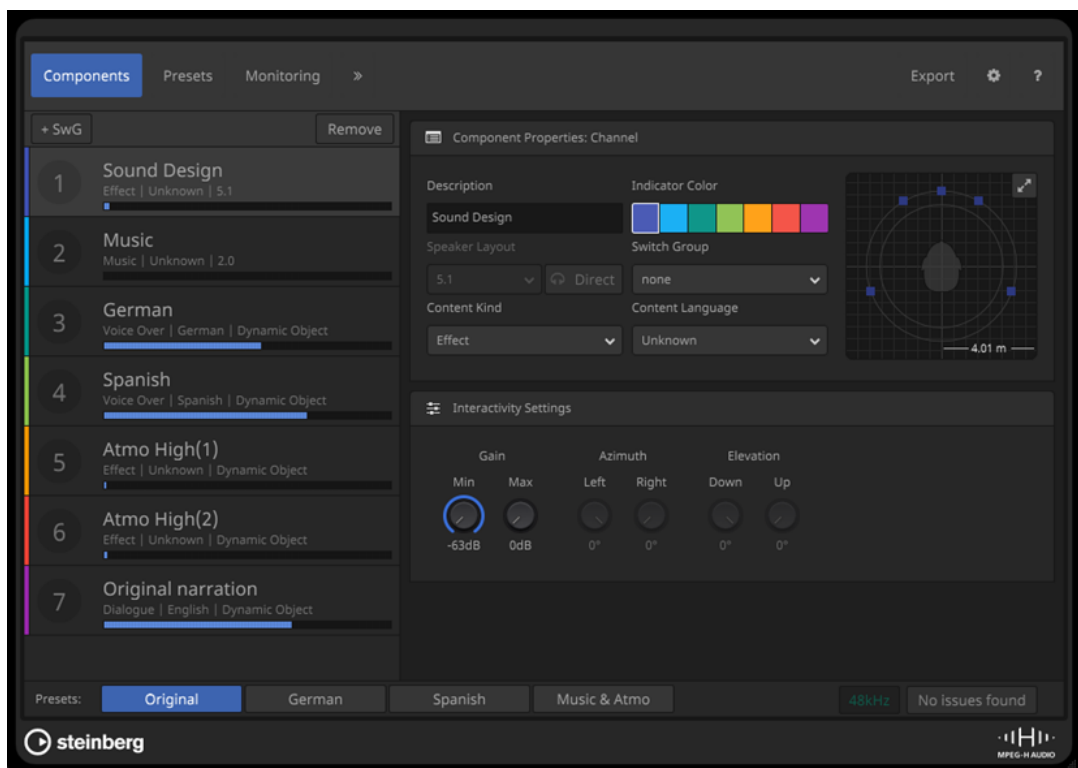 Components Presets Monitoring » Export ?
+ SwG Remove
1
Sound Design
Effect | Unknown | 5.1
2
Music
Music | Unknown | 2.0
3
German
Voice Over | German | Dynamic Object
4
Spanish
Voice Over | Spanish | Dynamic Object
5
Atmo High(1)
Effect | Unknown | Dynamic Object
6
Atmo High(2)
Effect | Unknown | Dynamic Object
7
Original narration
Dialogue | English | Dynamic Object
Component Properties: Channel
Description Indicator Color
Sound Design
Speaker Layout Switch Group
5.1 Direct none
Content Kind Content Language
Effect Unknown
4.01 m
Interactivity Settings
Gain Azimuth Elevation
Min Max Left Right Down Up
-63dB 0dB 0° 0° 0° 0°
Presets: Original German Spanish Music & Atmo 48kHz No issues found
steinberg
MPEG-H AUDIO